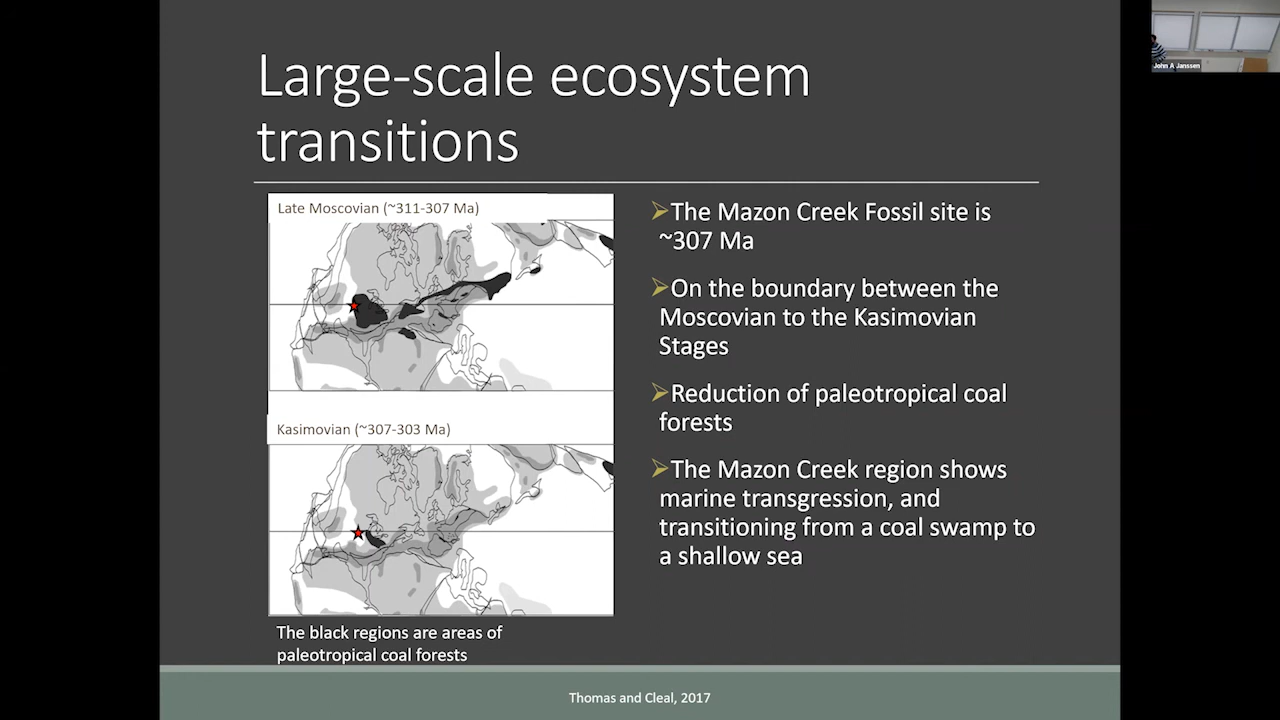 Large-scale ecosystem
transitions
Late Moscovian (~311-307 Ma)
Kasimovian (~307-303 Ma)
The black regions are areas of
paleotropical coal forests
➢The Mazon Creek Fossil site is
~307 Ma
➢On the boundary between the
Moscovian to the Kasimovian
Stages
➢Reduction of paleotropical coal
forests
➢The Mazon Creek region shows
marine transgression, and
transitioning from a coal swamp to
a shallow sea
Thomas and Cleal, 2017
John A Janssen